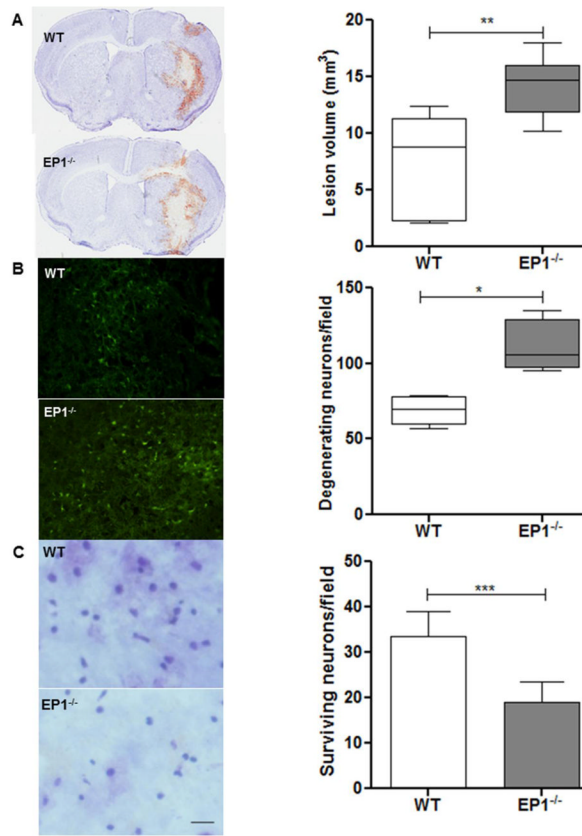 A
WT
EP1-/-
**
Lesion volume (mm3)
20
15
10
5
0
WT
EP1-/-
B
WT
EP1-/-
*
Degenerating neurons/field
150
100
50
0
WT
EP1-/-
C
WT
EP1-/-
***
Surviving neurons/field
50
40
30
20
10
0
WT
EP1-/-